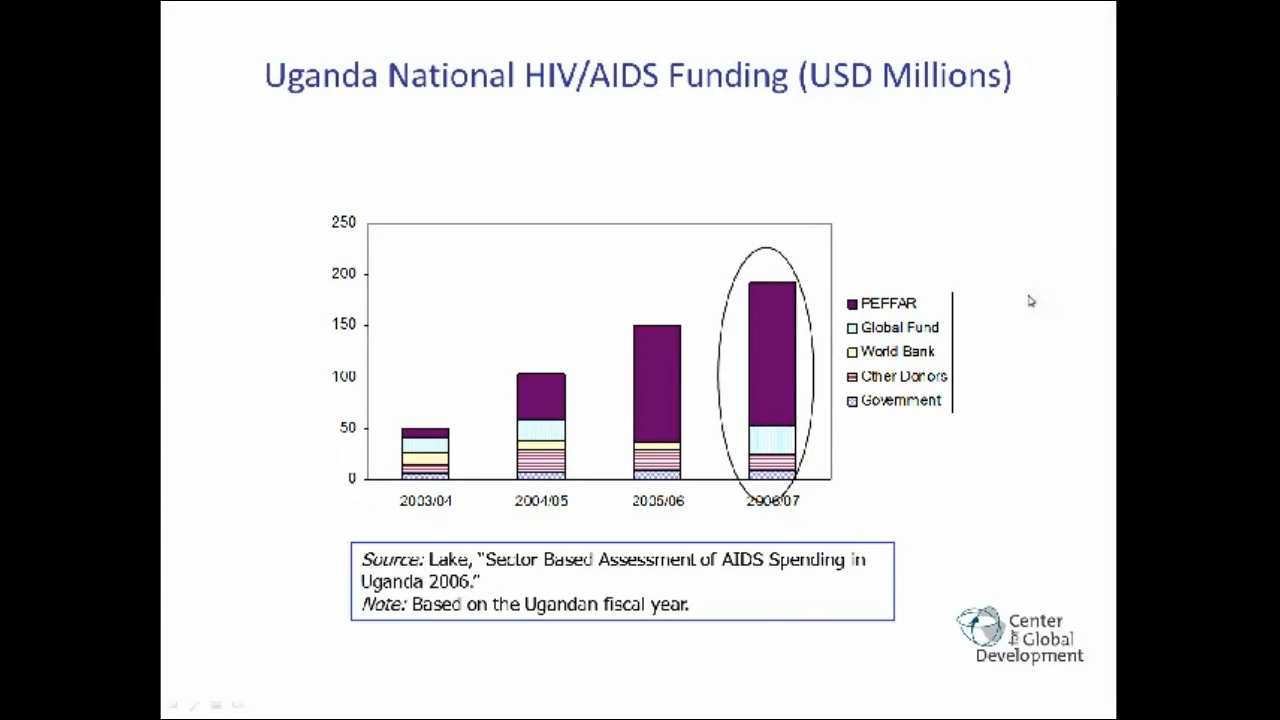 Uganda National HIV/AIDS Funding (USD Millions)
250
200
150
100
50
0
2003/04
2004/05
2005/06
2006/07
PEPFAR
Global Fund
World Bank
Other Donors
Government
Source: Lake, “Sector Based Assessment of AIDS Spending in
Uganda 2006.”
Note: Based on the Ugandan fiscal year.
Center
for Global
Development